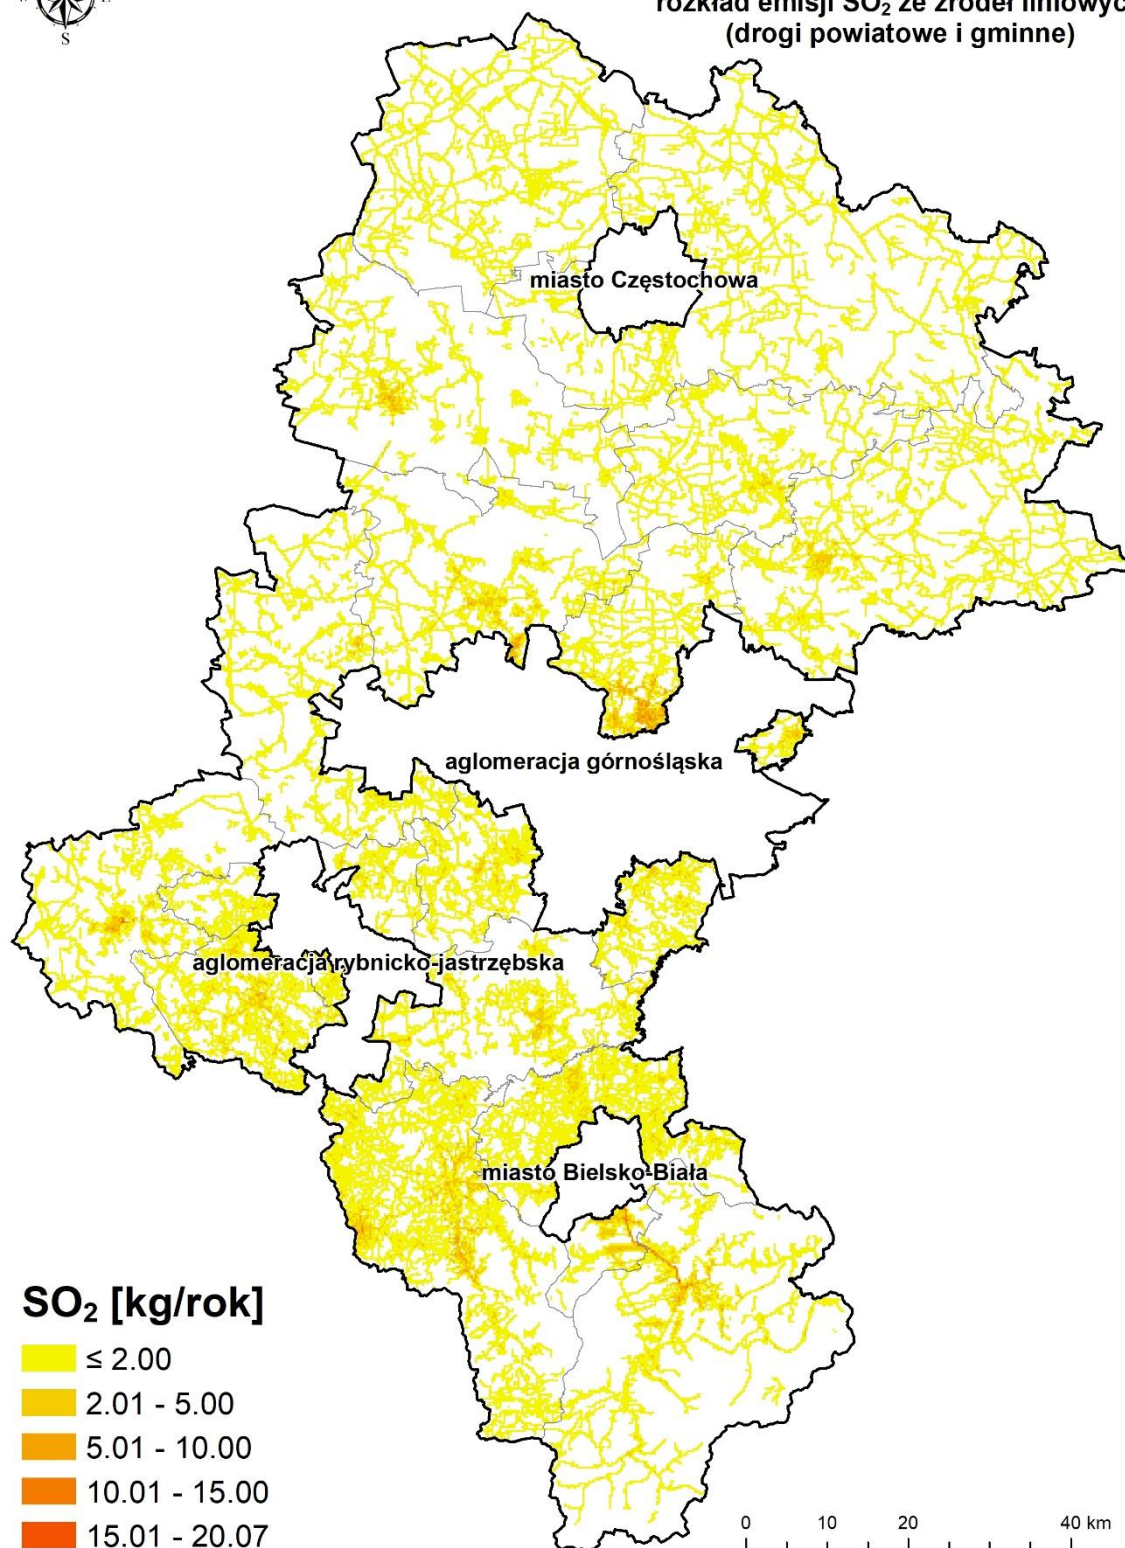 S
rozkład emisji SO₂ ze źródeł liniowyc
(drogi powiatowe i gminne)
miasto Częstochowa
aglomeracja górnośląska
aglomeracja rybnicko-jastrzębska
miasto Bielsko-Biała
SO₂ [kg/rok]
≤ 2.00
2.01 - 5.00
5.01 - 10.00
10.01 - 15.00
15.01 - 20.07
0 10 20 40 km